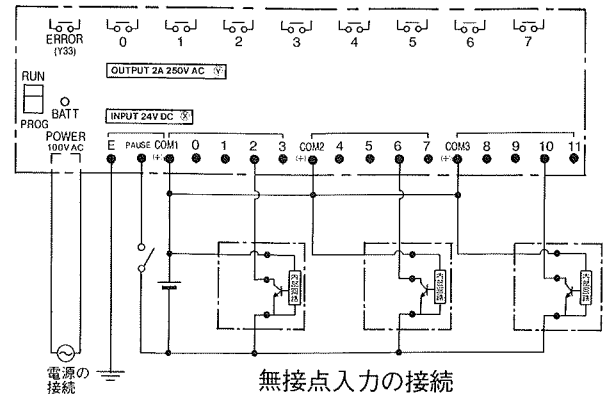 ERROR
(Y33)
0 1 2 3 4 5 6 7
RUN
PROG
BATT
OUTPUT 2A 250V AC Ⓨ
INPUT 24V DC Ⓧ
POWER
100V AC
E PAUSE COM1 0 1 2 3 COM2 4 5 6 7 COM3 8 9 10 11
(+) (+) (+)
電源の
接続
無接点入力の接続